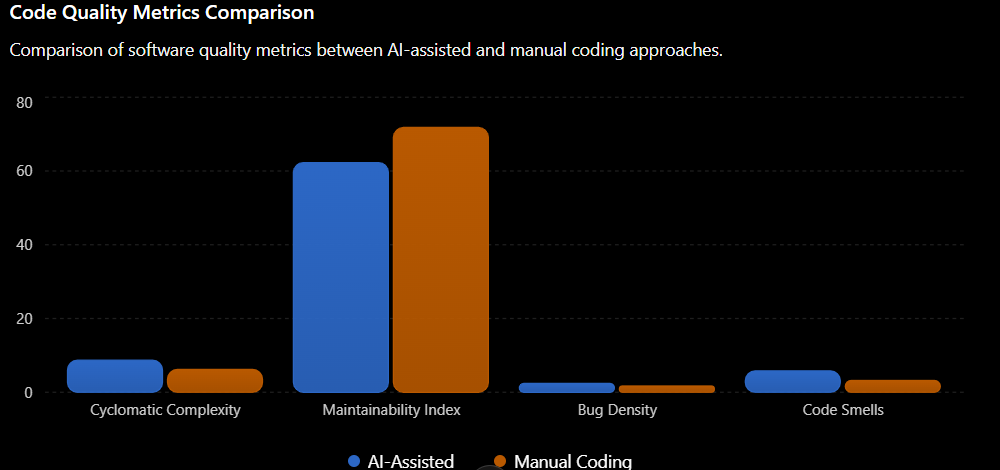 Code Quality Metrics Comparison
Comparison of software quality metrics between AI-assisted and manual coding approaches.
80
60
40
20
0
Cyclomatic Complexity Maintainability Index Bug Density Code Smells
AI-Assisted Manual Coding